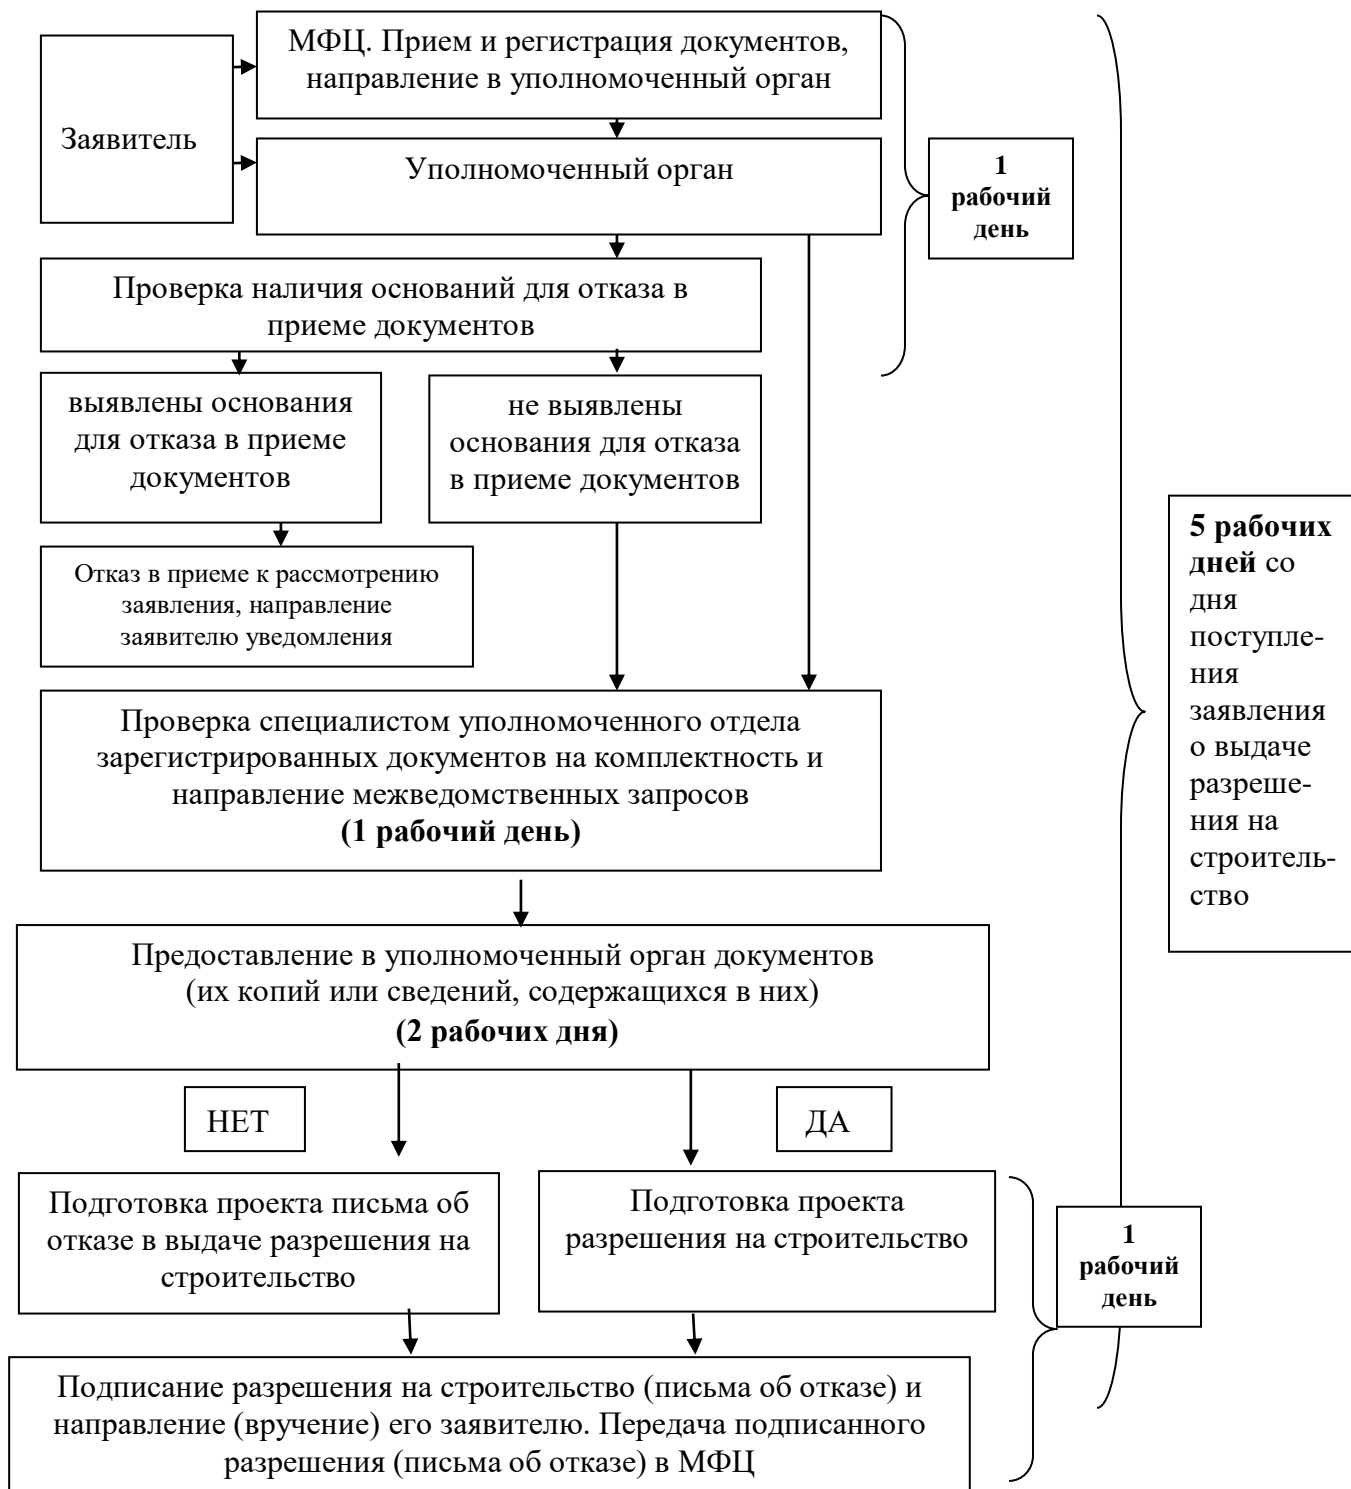 МФЦ. Прием и регистрация документов,
направление в уполномоченный орган
Заявитель
Уполномоченный орган
1
рабочий
день
Проверка наличия оснований для отказа в
приеме документов
выявлены основания
для отказа в приеме
документов
не выявлены
основания для отказа
в приеме документов
Отказ в приеме к рассмотрению
заявления, направление
заявителю уведомления
5 рабочих
дней со
дня
поступле-
ния
заявления
о выдаче
разреше-
ния на
строитель-
ство
Проверка специалистом уполномоченного отдела
зарегистрированных документов на комплектность и
направление межведомственных запросов
(1 рабочий день)
Предоставление в уполномоченный орган документов
(их копий или сведений, содержащихся в них)
(2 рабочих дня)
НЕТ
ДА
Подготовка проекта письма об
отказе в выдаче разрешения на
строительство
Подготовка проекта
разрешения на строительство
1
рабочий
день
Подписание разрешения на строительство (письма об отказе) и
направление (вручение) его заявителю. Передача подписанного
разрешения (письма об отказе) в МФЦ